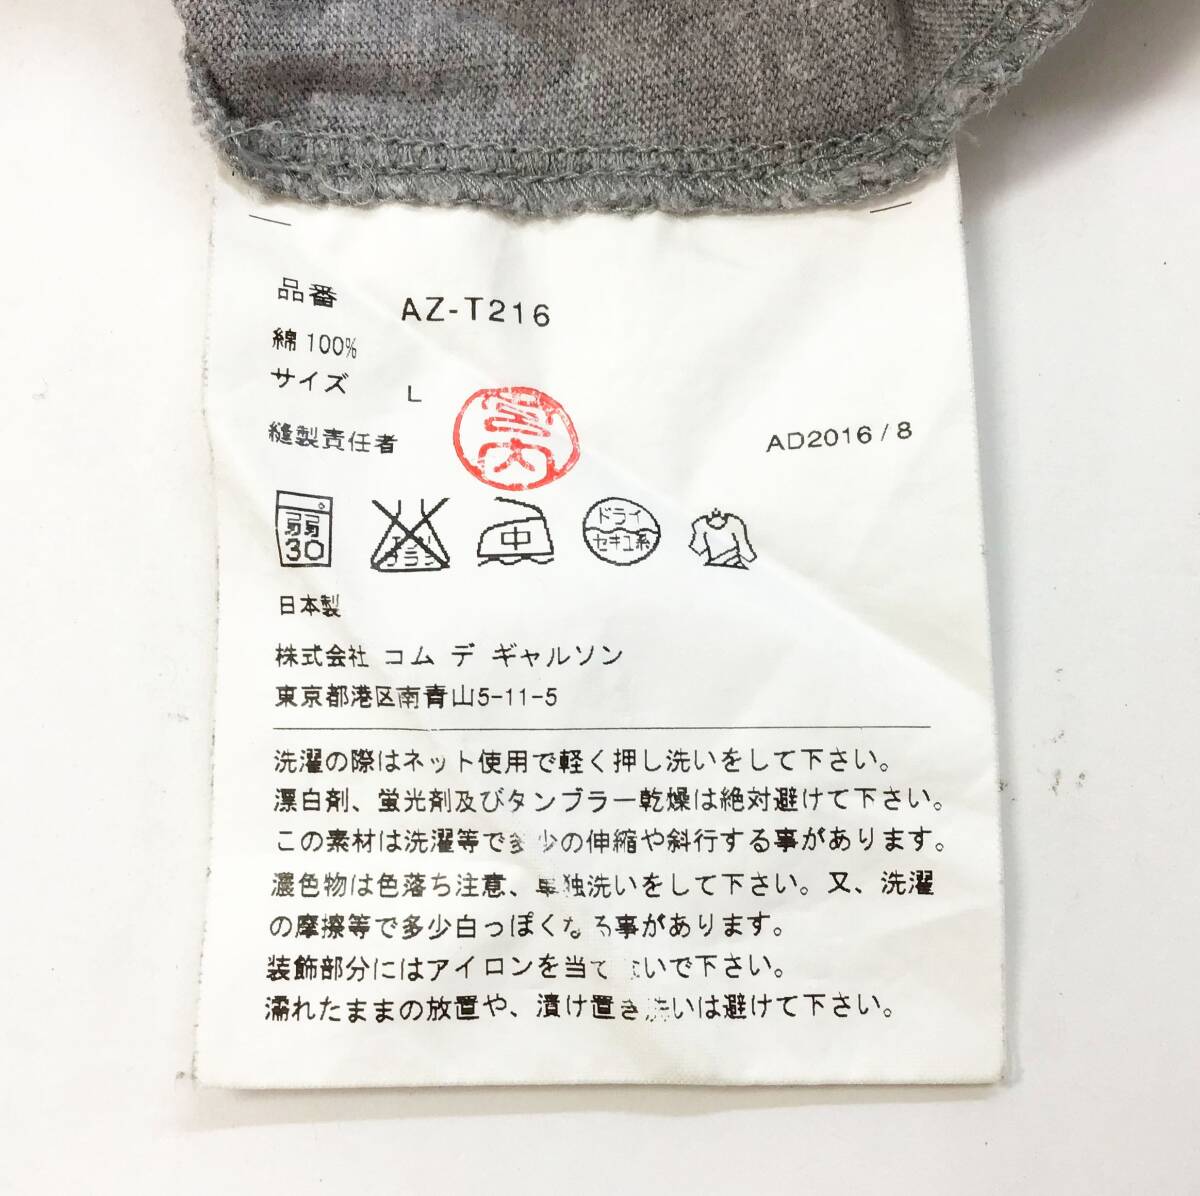 品番 AZ-T216
綿 100%
サイズ L
縫製責任者 宮内
AD2016 / 8
弱
30
中
ドライ
セキユ系
日本製
株式会社 コム デ ギャルソン
東京都港区南青山5-11-5
洗濯の際はネット使用で軽く押し洗いをして下さい。
漂白剤、蛍光剤及びタンブラー乾燥は絶対避けて下さい。
この素材は洗濯等で多少の伸縮や斜行する事があります。
濃色物は色落ち注意、単独洗いをして下さい。又、洗濯
の摩擦等で多少白っぽくなる事があります。
装飾部分にはアイロンを当てないで下さい。
濡れたままの放置や、漬け置き洗いは避けて下さい。